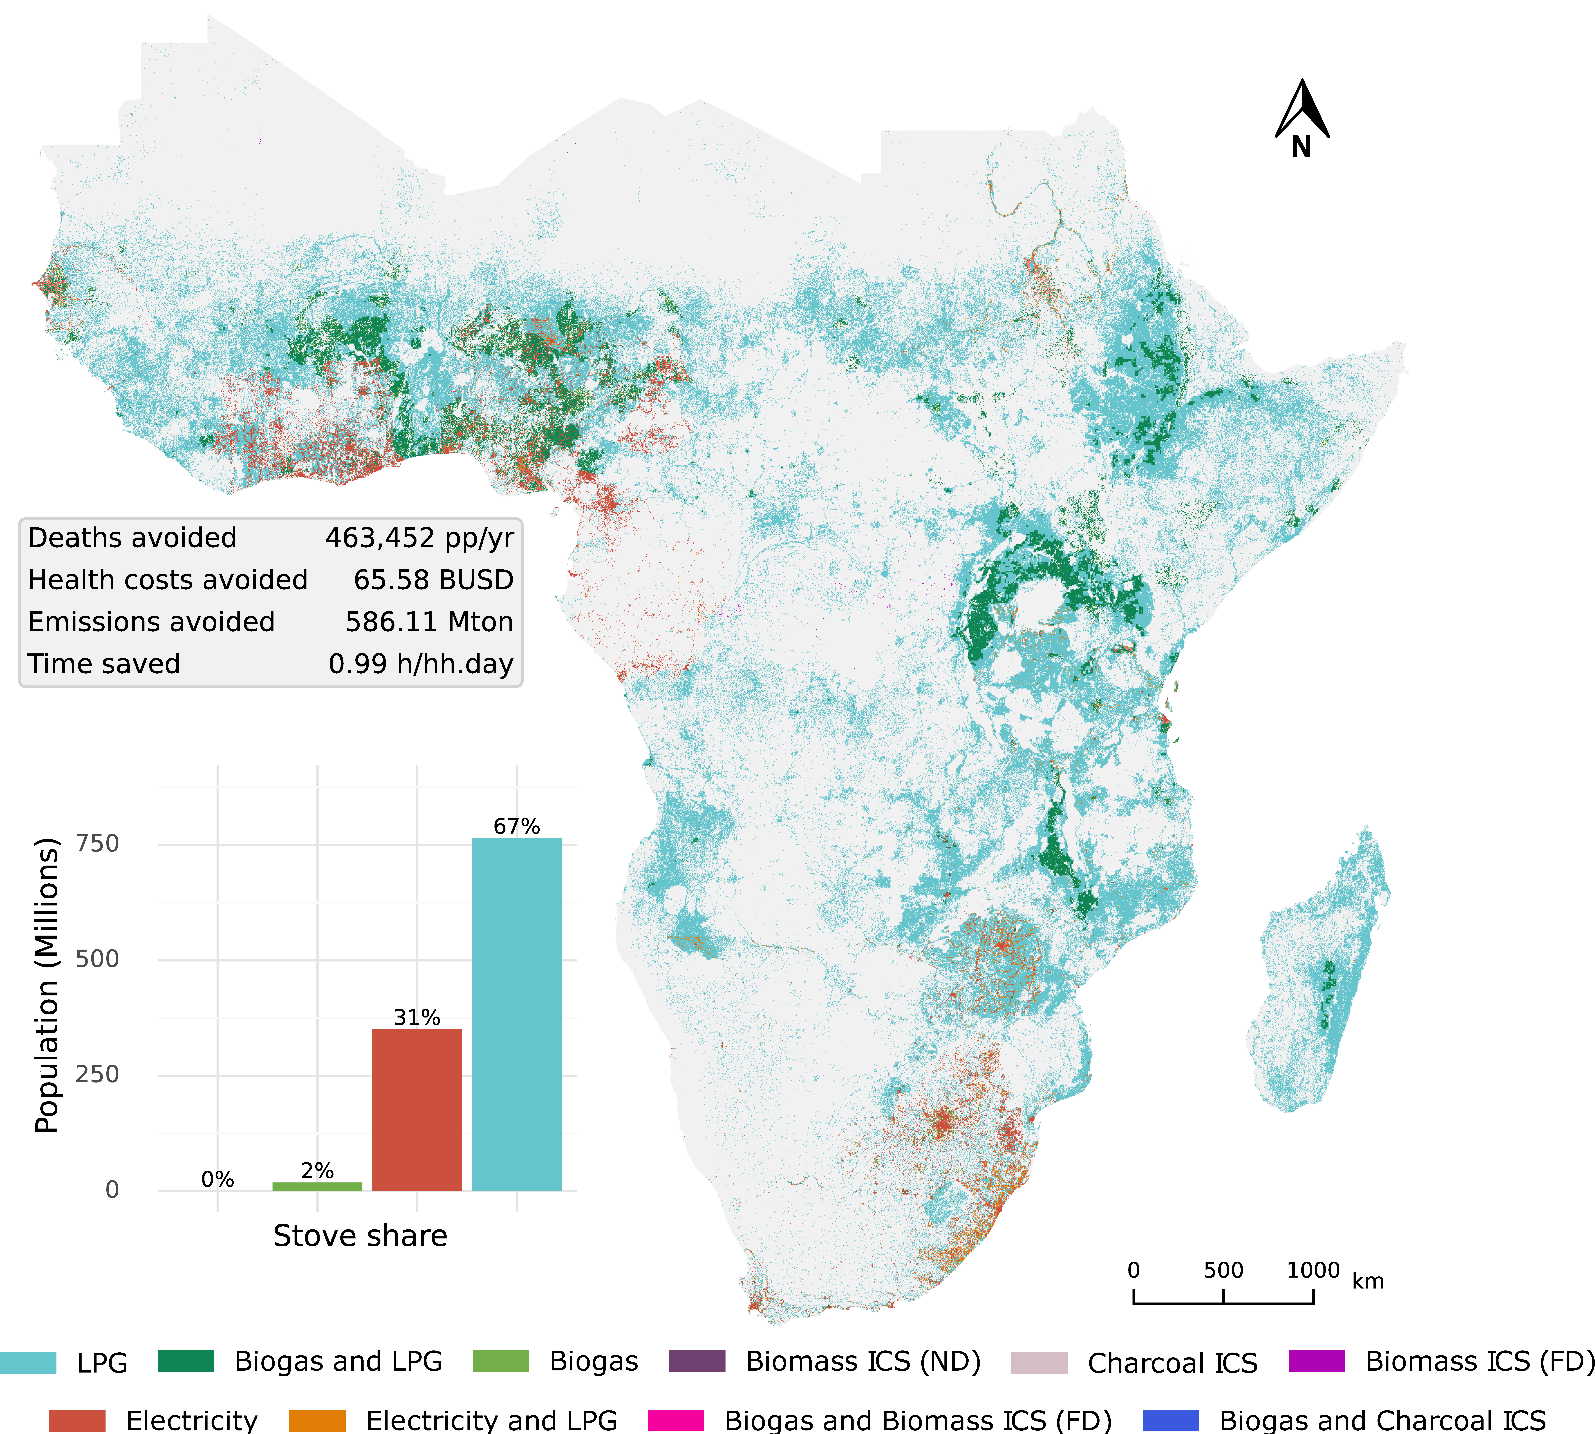 N
Deaths avoided 463,452 pp/yr
Health costs avoided 65.58 BUSD
Emissions avoided 586.11 Mton
Time saved 0.99 h/hh.day
Population (Millions)
750
500
250
0
0%
2%
31%
67%
Stove share
0 500 1000 km
LPG Biogas and LPG Biogas Biomass ICS (ND) Charcoal ICS Biomass ICS (FD)
Electricity Electricity and LPG Biogas and Biomass ICS (FD) Biogas and Charcoal ICS